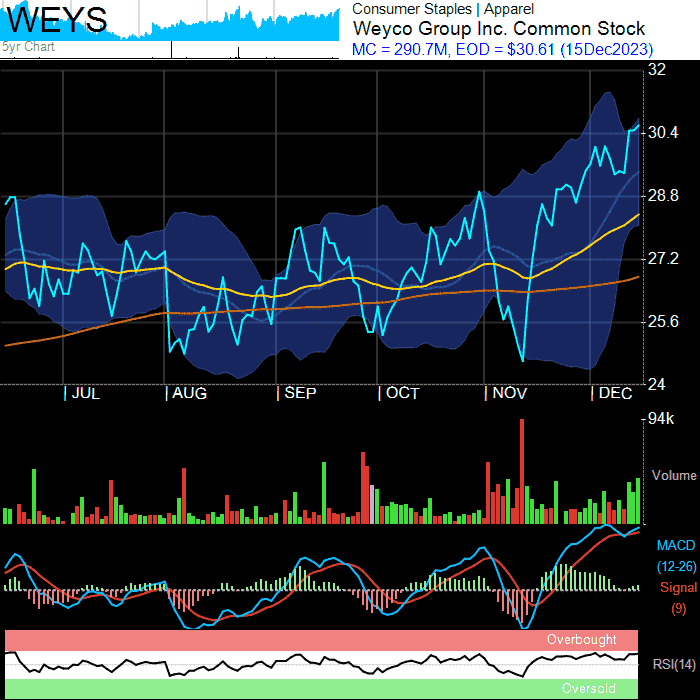 WEYS
5yr Chart
Consumer Staples | Apparel
Weyco Group Inc. Common Stock
MC = 290.7M, EOD = $30.61 (15Dec2023)
32
30.4
28.8
27.2
25.6
24
| JUL | AUG | SEP | OCT | NOV | DEC
94k
Volume
MACD
(12-26)
Signal
(9)
Overbought
RSI(14)
Oversold